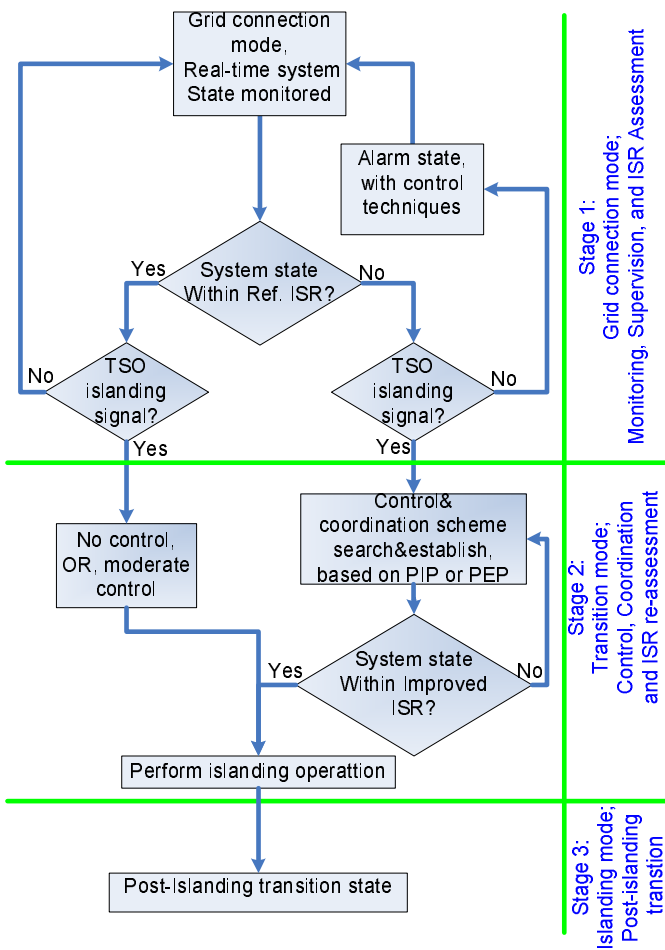 Grid connection
mode,
Real-time system
State monitored
Alarm state,
with control
techniques
System state
Within Ref. ISR?
Yes
No
TSO
islanding
signal?
No
Yes
TSO
islanding
signal?
No
Yes
Stage 1:
Grid connection mode;
Monitoring, Supervision, and ISR Assessment
No control,
OR, moderate
control
Control&
coordination scheme
search&establish,
based on PIP or PEP
System state
Within Improved
ISR?
Yes
No
Perform islanding operattion
Stage 2:
Transition mode;
Control, Coordination
and ISR re-assessment
Post-Islanding transition state
Stage 3:
Islanding mode;
Post-islanding
transtion